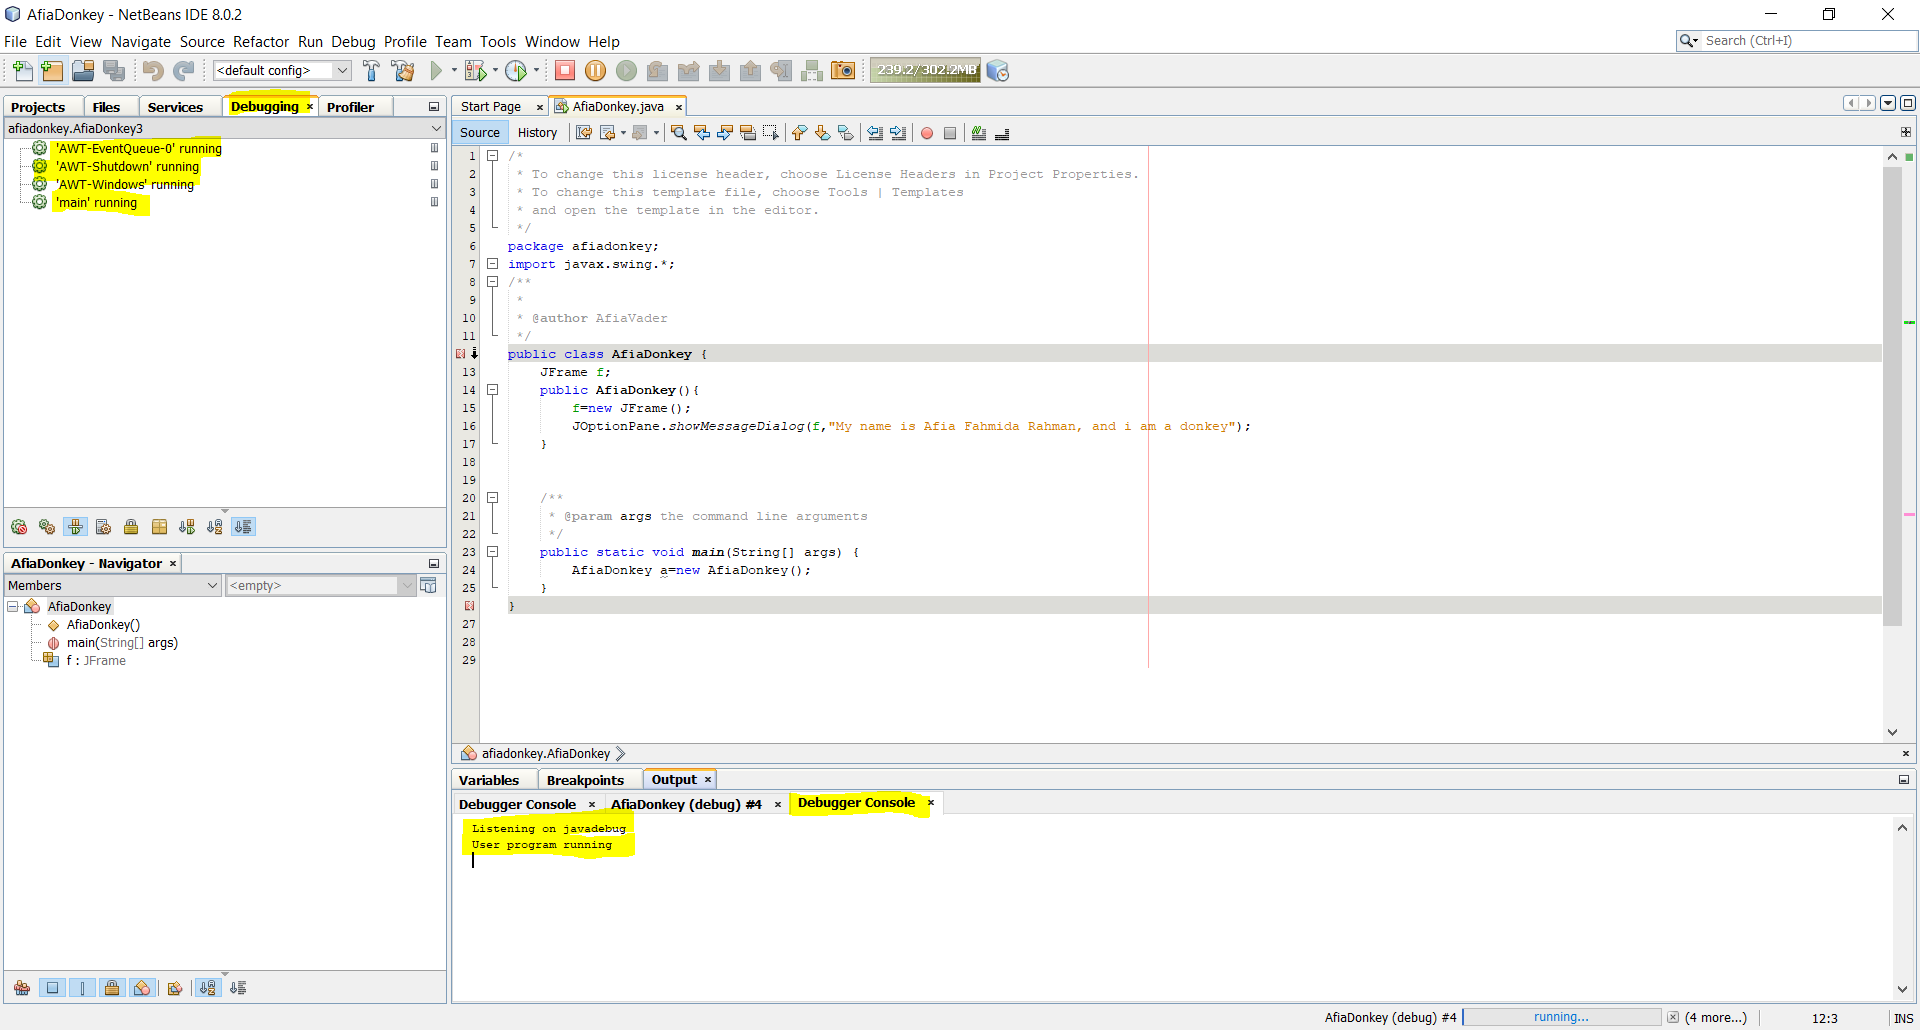 AfiaDonkey - NetBeans IDE 8.0.2
File Edit View Navigate Source Refactor Run Debug Profile Team Tools Window Help
Search (Ctrl+I)
<default config>
239.2/302.2MB
Projects Files Services Debugging Profiler
afiadonkey.AfiaDonkey3
'AWT-EventQueue-0' running
'AWT-Shutdown' running
'AWT-Windows' running
'main' running
AfiaDonkey - Navigator
Members <empty>
AfiaDonkey
AfiaDonkey()
main(String[] args)
f : JFrame
Start Page AfiaDonkey.java
Source History
1 /*
2 * To change this license header, choose License Headers in Project Properties.
3 * To change this template file, choose Tools | Templates
4 * and open the template in the editor.
5 */
6 package afiadonkey;
7 import javax.swing.*;
8 /**
9 *
10 * @author AfiaVader
11 */
public class AfiaDonkey {
13 JFrame f;
14 public AfiaDonkey(){
15 f=new JFrame();
16 JOptionPane.showMessageDialog(f,"My name is Afia Fahmida Rahman, and i am a donkey");
17 }
18
19
20 /**
21 * @param args the command line arguments
22 */
23 public static void main(String[] args) {
24 AfiaDonkey a=new AfiaDonkey();
25 }
}
27
28
29
afiadonkey.AfiaDonkey
Variables Breakpoints Output
Debugger Console AfiaDonkey (debug) #4 Debugger Console
Listening on javadebug
User program running
AfiaDonkey (debug) #4 running... (4 more...) 12:3 INS